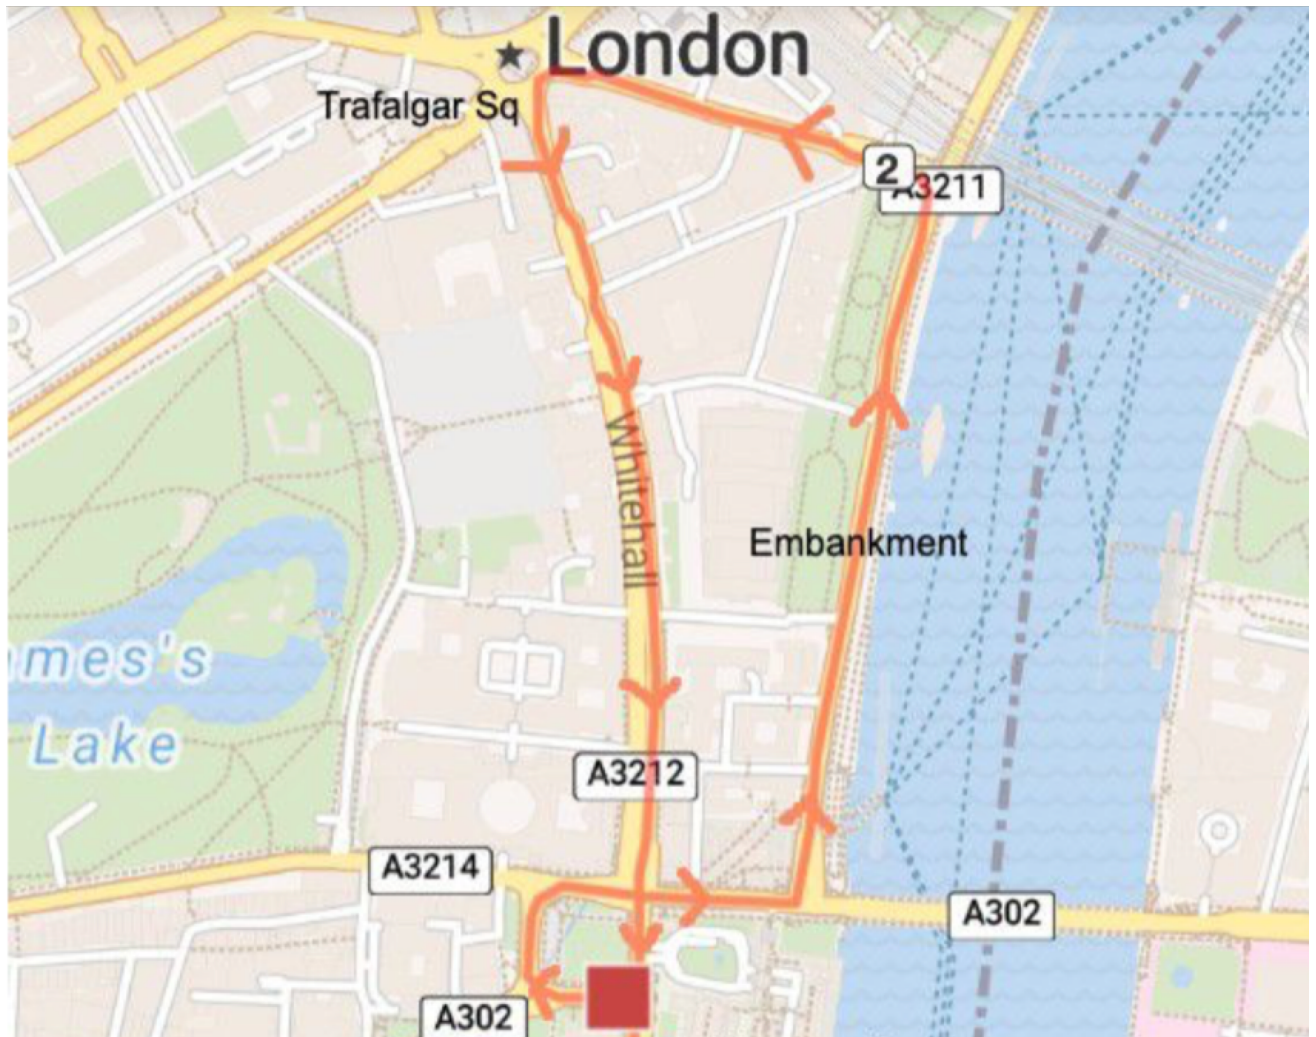 London
Trafalgar Sq
2
A3211
Whitehall
Embankment
mes's
Lake
A3212
A3214
A302
A302